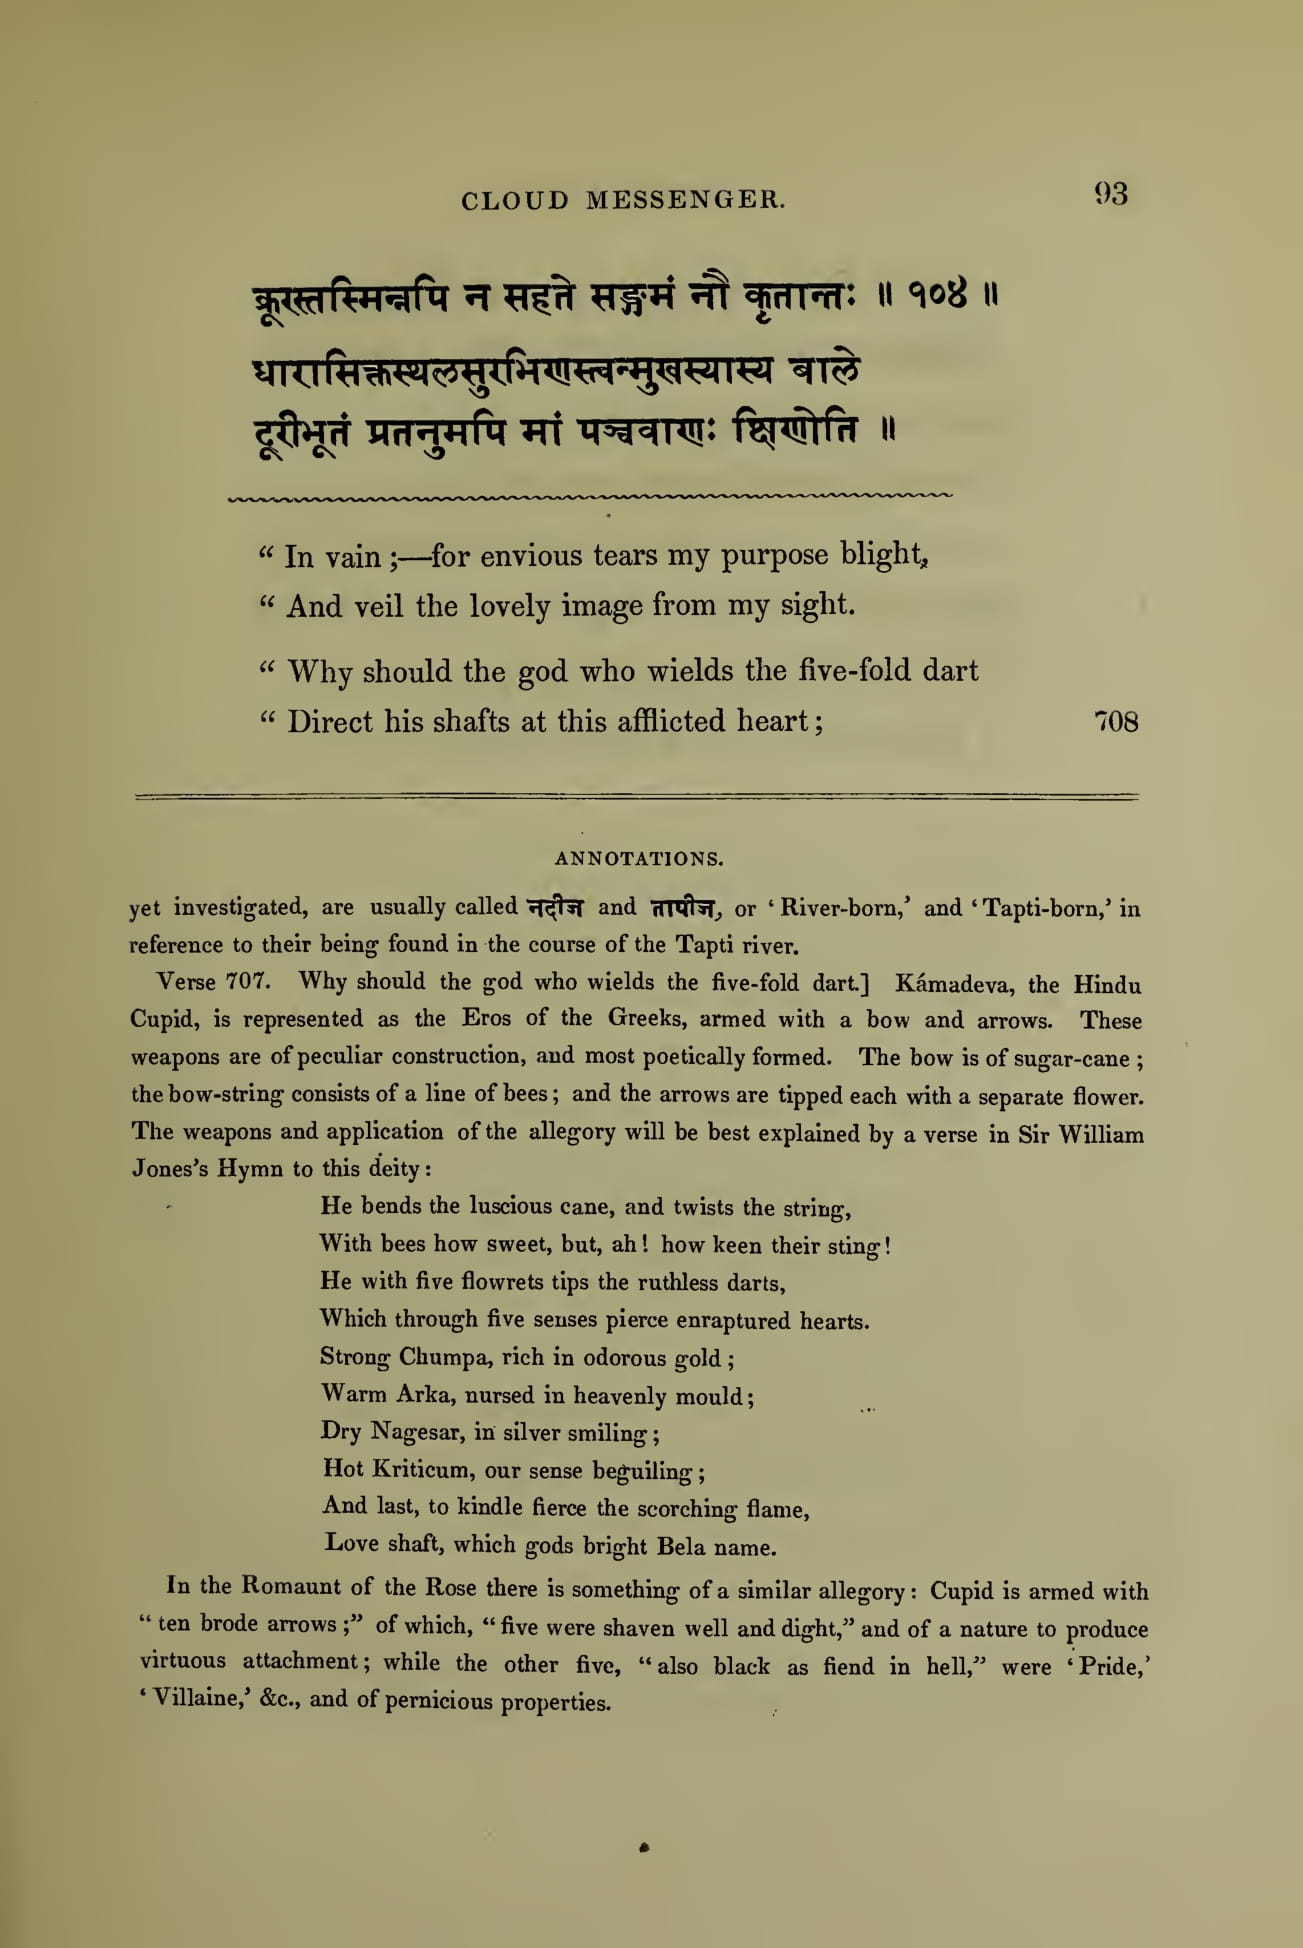 CLOUD MESSENGER. 93
क्रूरस्तस्मिन्नपि न सहते सङ्गमं नौ कृतान्तः ॥ १०४ ॥
धारासिक्तस्थलसुरभिणस्त्वन्मुखस्यास्य बाले
दूरीभूतं प्रतनुमपि मां पञ्चवाणः क्षिणोति ॥
“ In vain ;—for envious tears my purpose blight,
“ And veil the lovely image from my sight.
“ Why should the god who wields the five-fold dart
“ Direct his shafts at this afflicted heart ; 708
ANNOTATIONS.
yet investigated, are usually called नदीज and तापीज, or ‘ River-born,’ and ‘ Tapti-born,’ in
reference to their being found in the course of the Tapti river.
Verse 707. Why should the god who wields the five-fold dart.] Kámadeva, the Hindu
Cupid, is represented as the Eros of the Greeks, armed with a bow and arrows. These
weapons are of peculiar construction, and most poetically formed. The bow is of sugar-cane ;
the bow-string consists of a line of bees ; and the arrows are tipped each with a separate flower.
The weapons and application of the allegory will be best explained by a verse in Sir William
Jones’s Hymn to this deity :
He bends the luscious cane, and twists the string,
With bees how sweet, but, ah ! how keen their sting !
He with five flowrets tips the ruthless darts,
Which through five senses pierce enraptured hearts.
Strong Chumpa, rich in odorous gold ;
Warm Arka, nursed in heavenly mould ;
Dry Nagesar, in silver smiling ;
Hot Kriticum, our sense beguiling ;
And last, to kindle fierce the scorching flame,
Love shaft, which gods bright Bela name.
In the Romaunt of the Rose there is something of a similar allegory : Cupid is armed with
“ ten brode arrows ;” of which, “ five were shaven well and dight,” and of a nature to produce
virtuous attachment ; while the other five, “ also black as fiend in hell,” were ‘ Pride,’
‘ Villaine,’ &c., and of pernicious properties.